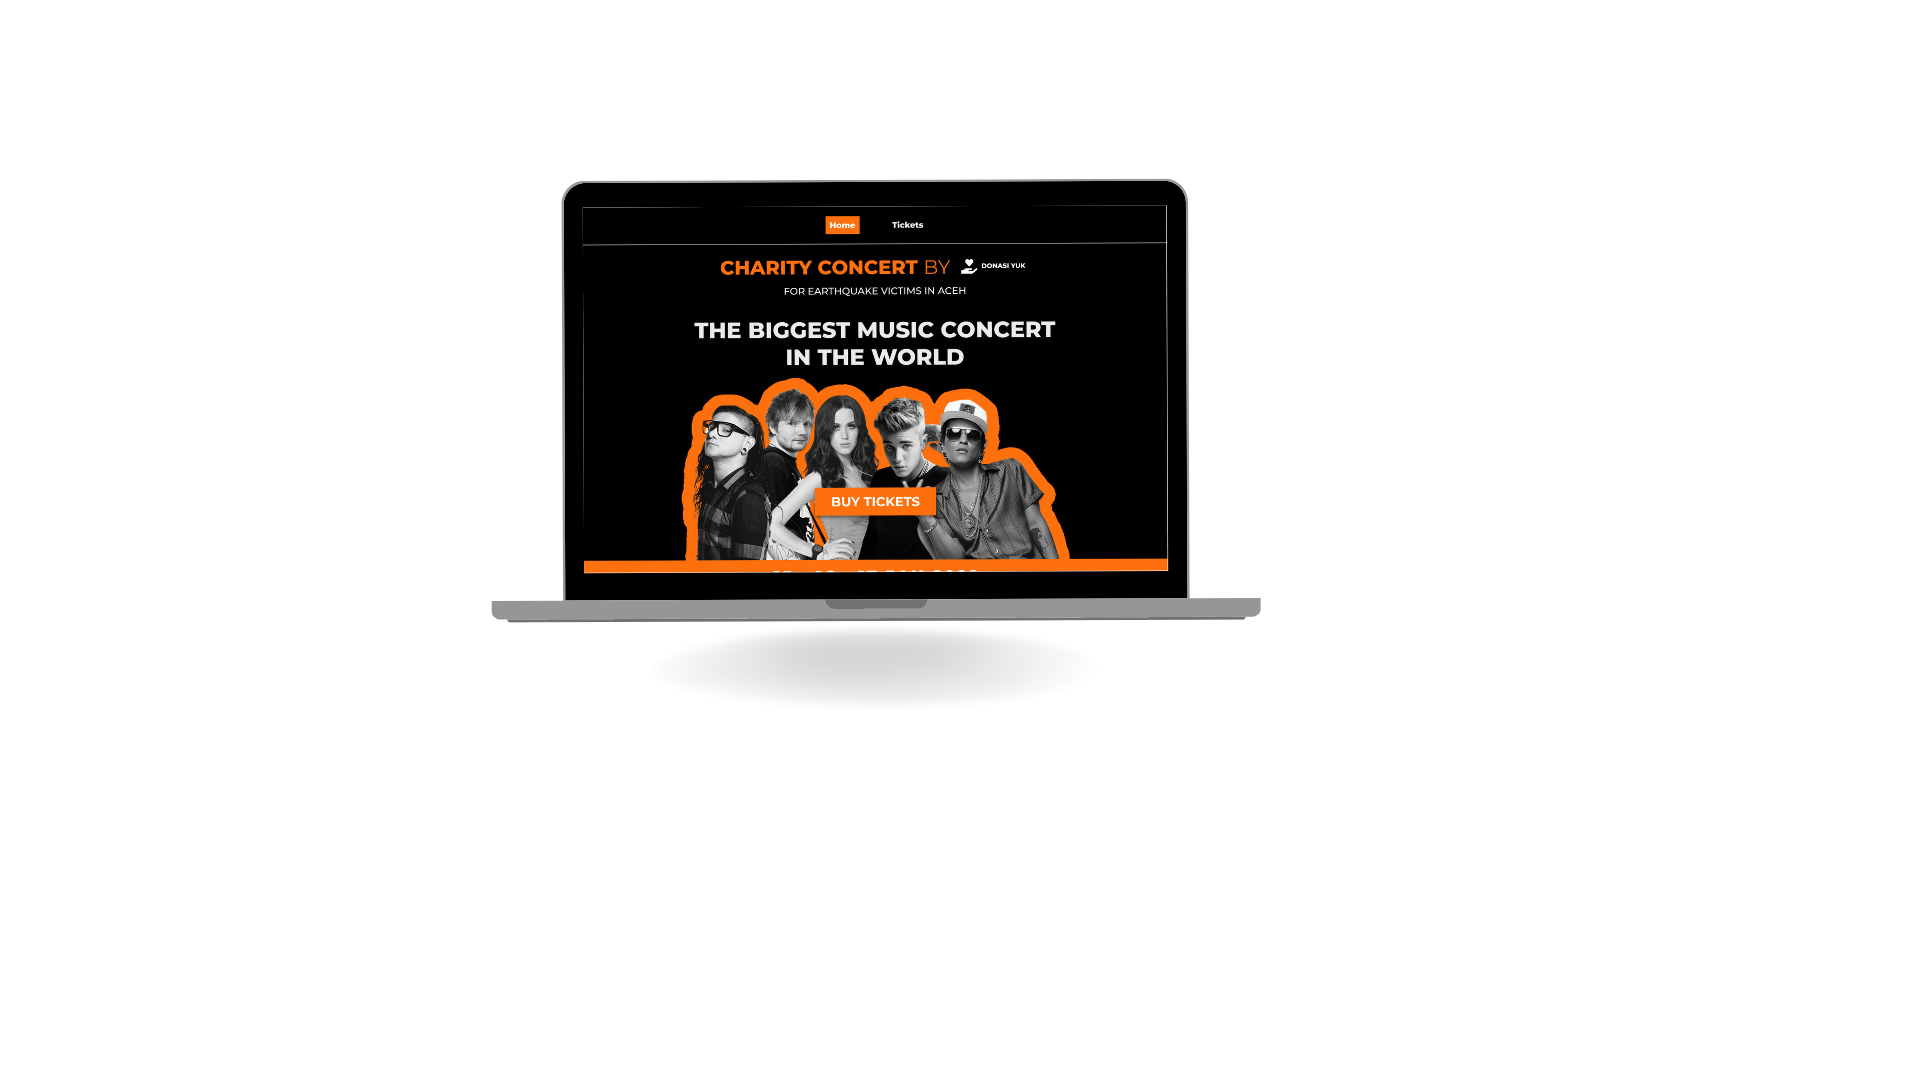 Home Tickets
CHARITY CONCERT BY DONASI YUK
FOR EARTHQUAKE VICTIMS IN ACEH
THE BIGGEST MUSIC CONCERT
IN THE WORLD
BUY TICKETS